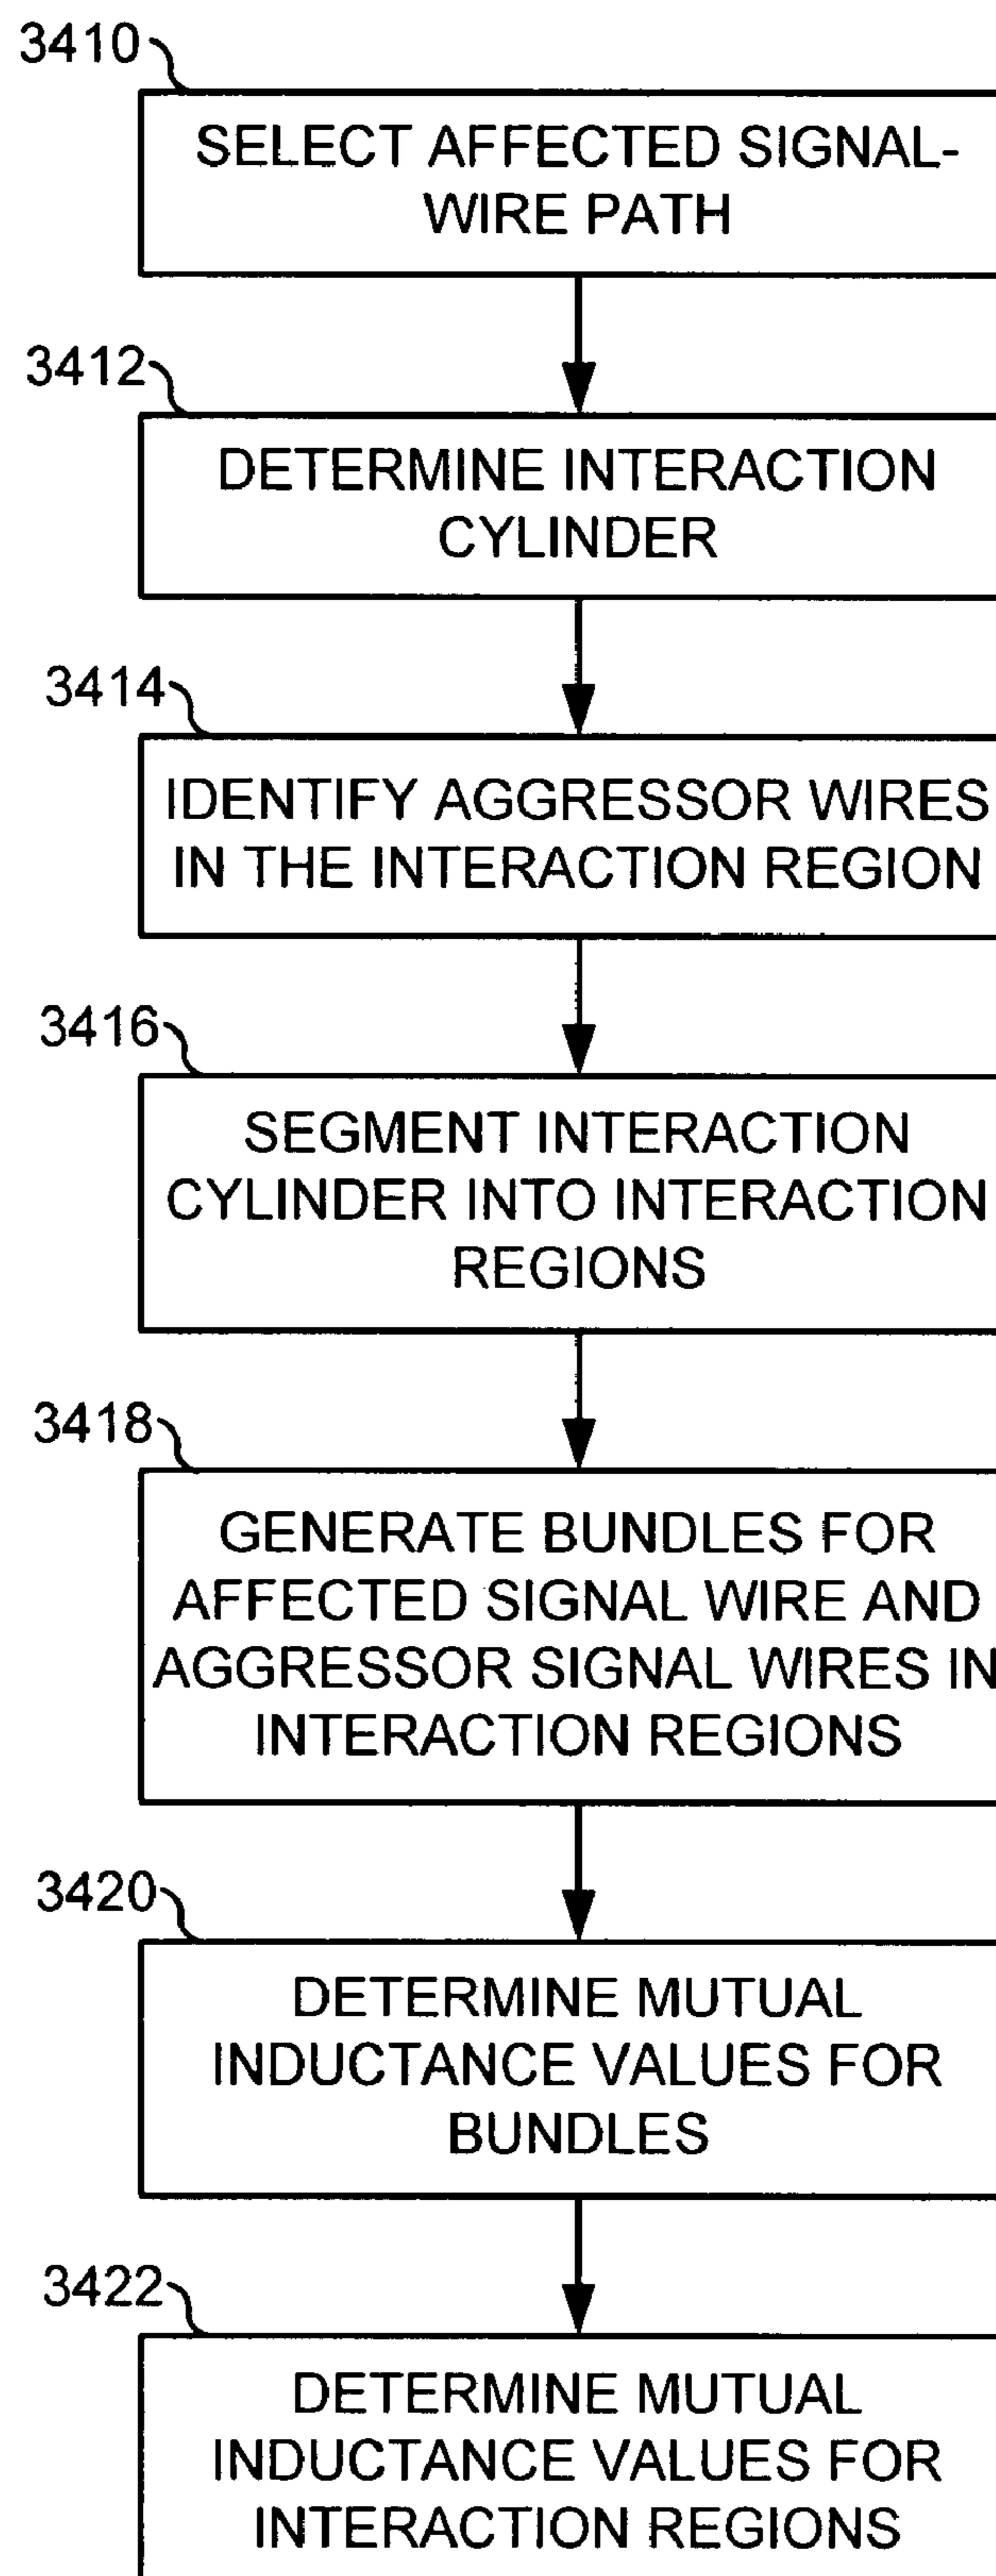 3410
SELECT AFFECTED SIGNAL-
WIRE PATH
3412
DETERMINE INTERACTION
CYLINDER
3414
IDENTIFY AGGRESSOR WIRES
IN THE INTERACTION REGION
3416
SEGMENT INTERACTION
CYLINDER INTO INTERACTION
REGIONS
3418
GENERATE BUNDLES FOR
AFFECTED SIGNAL WIRE AND
AGGRESSOR SIGNAL WIRES IN
INTERACTION REGIONS
3420
DETERMINE MUTUAL
INDUCTANCE VALUES FOR
BUNDLES
3422
DETERMINE MUTUAL
INDUCTANCE VALUES FOR
INTERACTION REGIONS